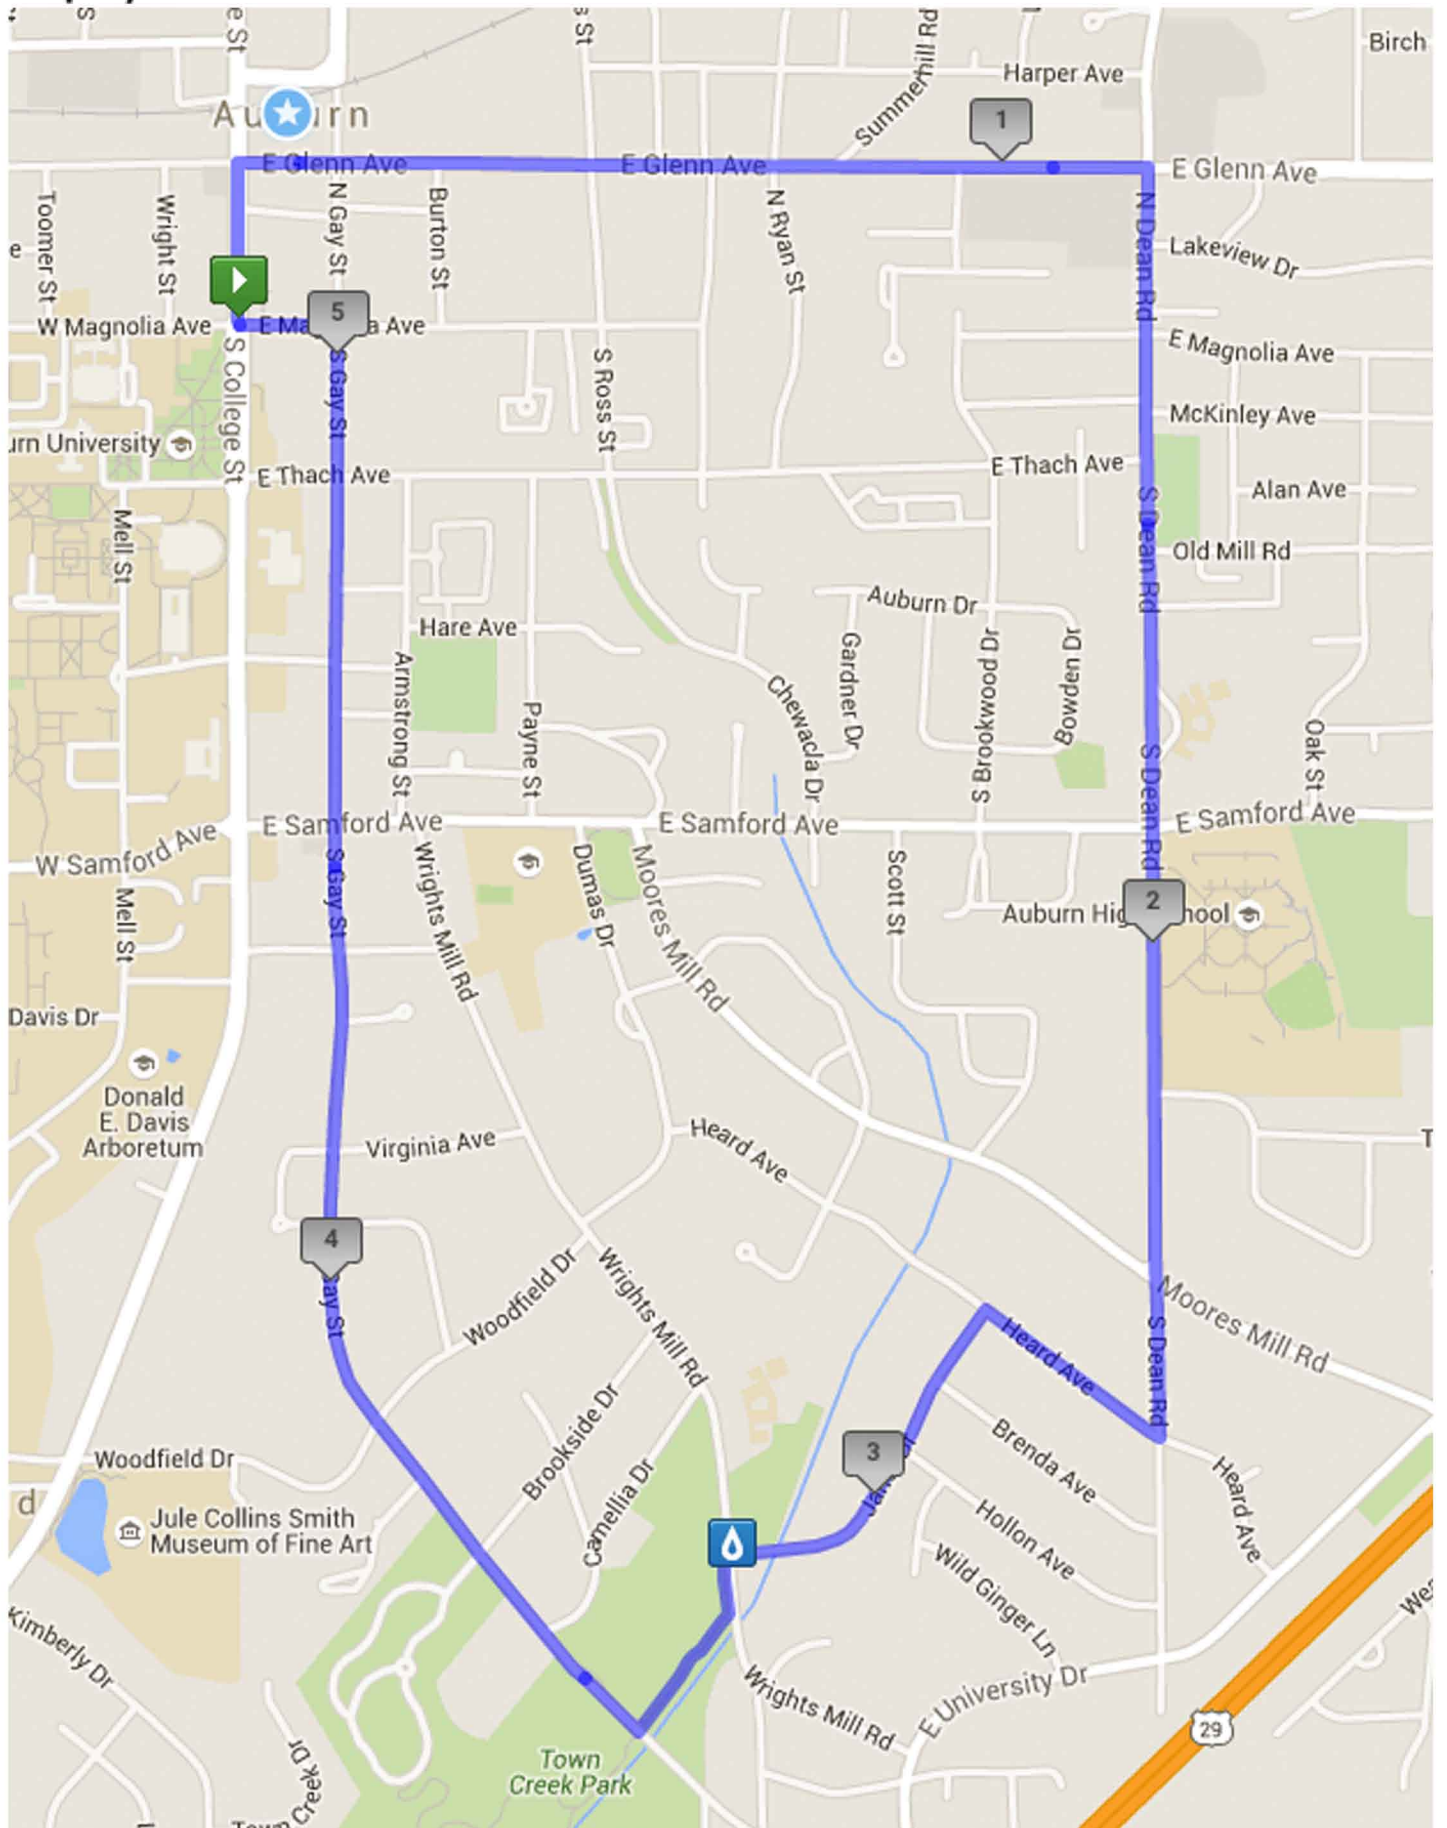 Birch
Harper Ave
Summerhill Rd
Auburn
1
E Glenn Ave
E Glenn Ave
E Glenn Ave
Toomer St
Wright St
N Gay St
Burton St
N Ryan St
N Dean Rd
Lakeview Dr
W Magnolia Ave
5
E Magnolia Ave
S College St
S Gay St
S Ross St
McKinley Ave
urn University
E Thach Ave
E Thach Ave
S Dean Rd
Alan Ave
Mell St
Old Mill Rd
Auburn Dr
Hare Ave
Armstrong St
Payne St
Chewacla Dr
Gardner Dr
S Brookwood Dr
Bowden Dr
S Dean Rd
Oak St
E Samford Ave
E Samford Ave
E Samford Ave
W Samford Ave
S Gay St
Wrights Mill Rd
Dumas Dr
Moores Mill Rd
Scott St
2
Auburn High School
Mell St
Davis Dr
Donald
E. Davis
Arboretum
Virginia Ave
Heard Ave
4
Gay St
Woodfield Dr
Wrights Mill Rd
Moores Mill Rd
S Dean Rd
Heard Ave
Brookside Dr
Camellia Dr
3
Brenda Ave
Heard Ave
Woodfield Dr
Jule Collins Smith
Museum of Fine Art
Hollon Ave
Wild Ginger Ln
Kimberly Dr
E University Dr
Wrights Mill Rd
29
Town
Creek Park
Town Creek Dr
E Magnolia Ave